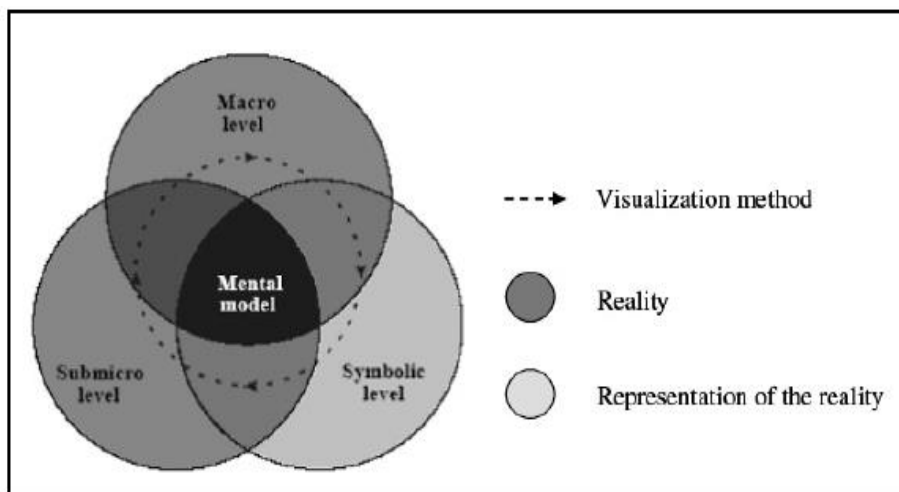 Macro
level
Mental
model
Submicro
level
Symbolic
level
Visualization method
Reality
Representation of the reality